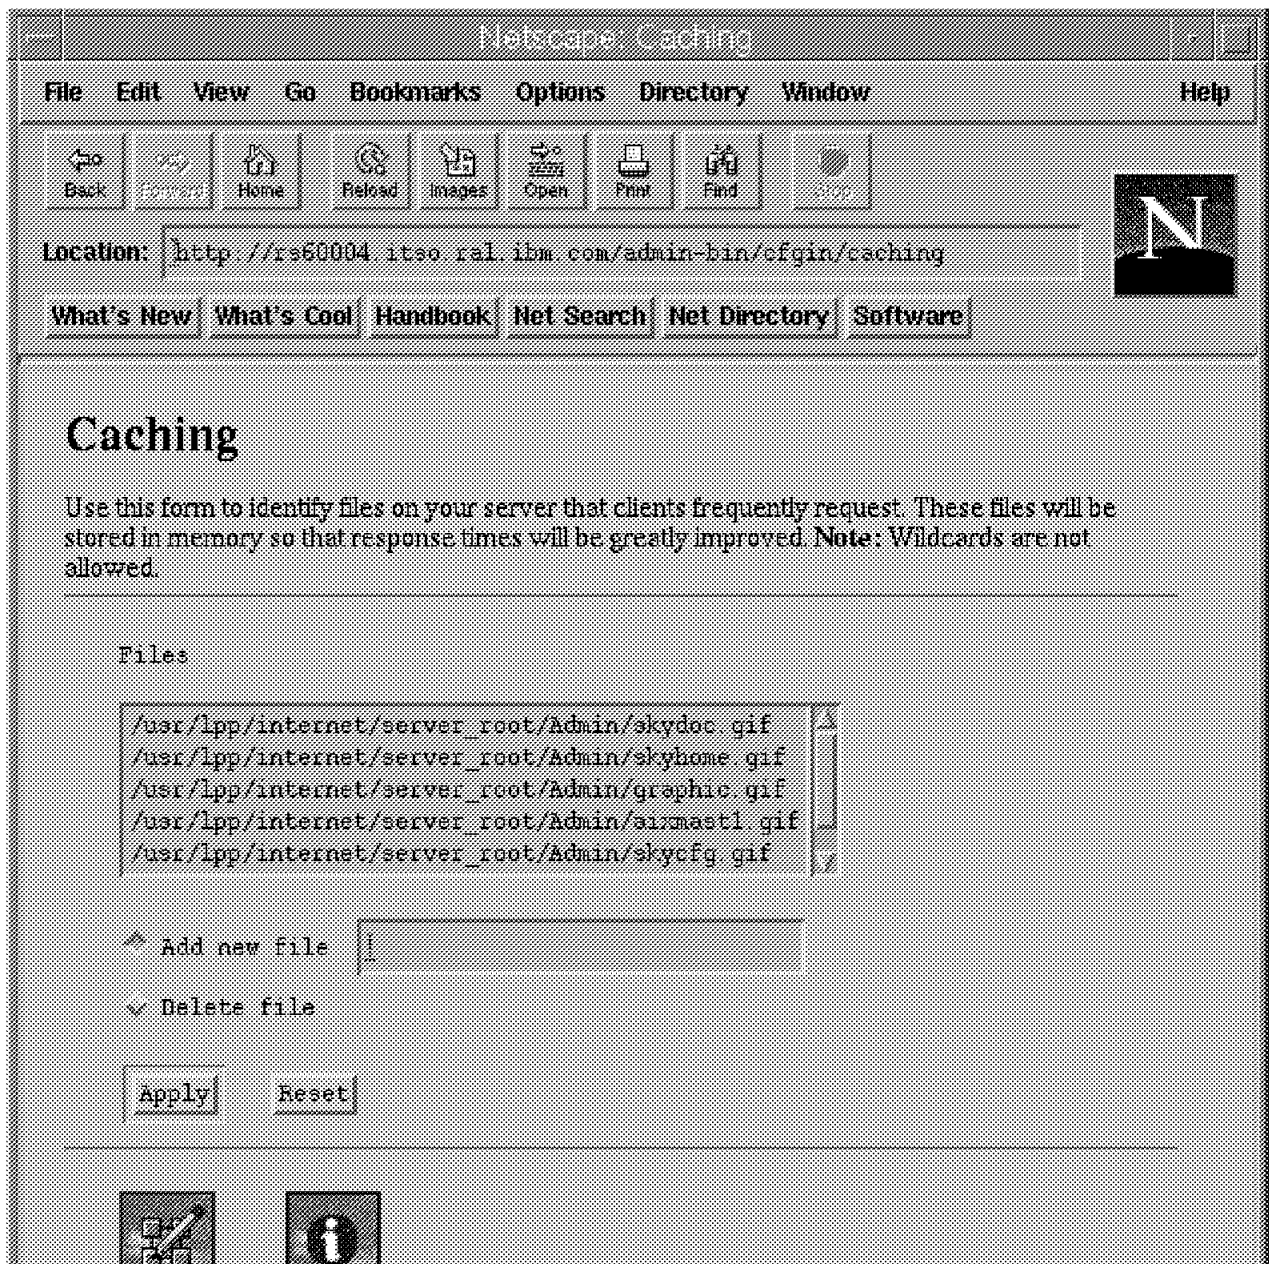 Netscape: Caching
File Edit View Go Bookmarks Options Directory Window Help
Back Forward Home Reload Images Open Print Find Stop
N
Location: http://rs60004.itso.ral.ibm.com/admin-bin/cfgin/caching
What's New What's Cool Handbook Net Search Net Directory Software
Caching
Use this form to identify files on your server that clients frequently request. These files will be
stored in memory so that response times will be greatly improved. Note: Wildcards are not
allowed.
Files
/usr/lpp/internet/server_root/Admin/skydoc.gif
/usr/lpp/internet/server_root/Admin/skyhome.gif
/usr/lpp/internet/server_root/Admin/graphic.gif
/usr/lpp/internet/server_root/Admin/aixmast1.gif
/usr/lpp/internet/server_root/Admin/skycfg.gif
Add new file
Delete file
Apply Reset